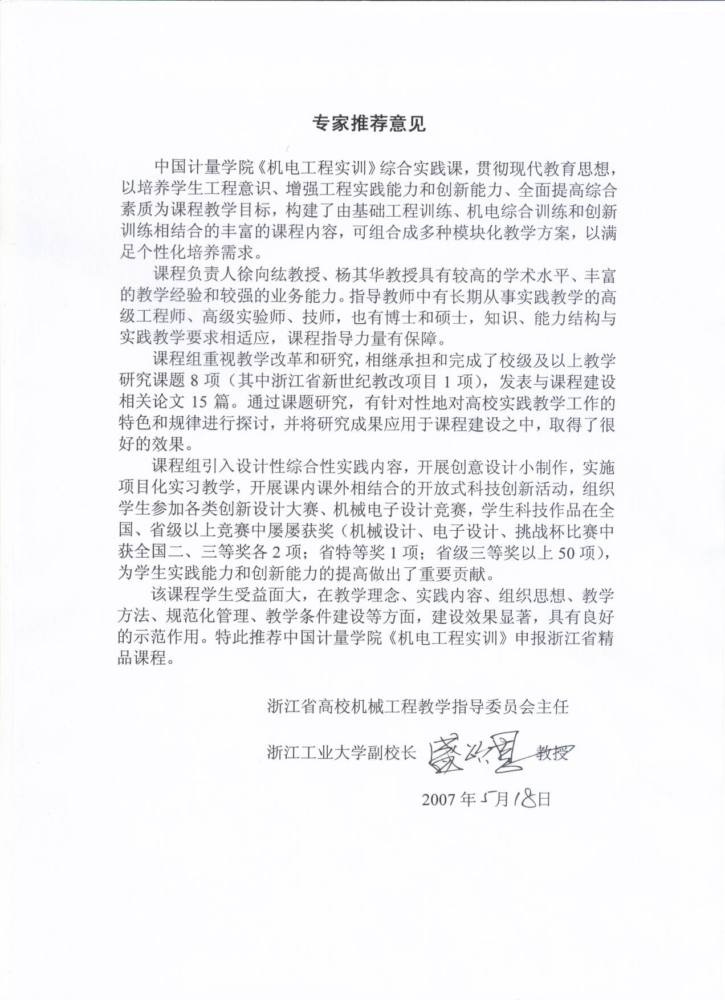 专家推荐意见
中国计量学院《机电工程实训》综合实践课，贯彻现代教育思想，
以培养学生工程意识、增强工程实践能力和创新能力、全面提高综合
素质为课程教学目标，构建了由基础工程训练、机电综合训练和创新
训练相结合的丰富的课程内容，可组合成多种模块化教学方案，以满
足个性化培养需求。
课程负责人徐向纮教授、杨其华教授具有较高的学术水平、丰富
的教学经验和较强的业务能力。指导教师中有长期从事实践教学的高
级工程师、高级实验师、技师，也有博士和硕士，知识、能力结构与
实践教学要求相适应，课程指导力量有保障。
课程组重视教学改革和研究，相继承担和完成了校级及以上教学
研究课题 8 项（其中浙江省新世纪教改项目 1 项），发表与课程建设
相关论文 15 篇。通过课题研究，有针对性地对高校实践教学工作的
特色和规律进行探讨，并将研究成果应用于课程建设之中，取得了很
好的效果。
课程组引入设计性综合性实践内容，开展创意设计小制作，实施
项目化实习教学，开展课内课外相结合的开放式科技创新活动，组织
学生参加各类创新设计大赛、机械电子设计竞赛，学生科技作品在全
国、省级以上竞赛中屡屡获奖（机械设计、电子设计、挑战杯比赛中
获全国二、三等奖各 2 项；省特等奖 1 项；省级三等奖以上 50 项），
为学生实践能力和创新能力的提高做出了重要贡献。
该课程学生受益面大，在教学理念、实践内容、组织思想、教学
方法、规范化管理、教学条件建设等方面，建设效果显著，具有良好
的示范作用。特此推荐中国计量学院《机电工程实训》申报浙江省精
品课程。
浙江省高校机械工程教学指导委员会主任
浙江工业大学副校长 教授
2007 年 5 月 18 日